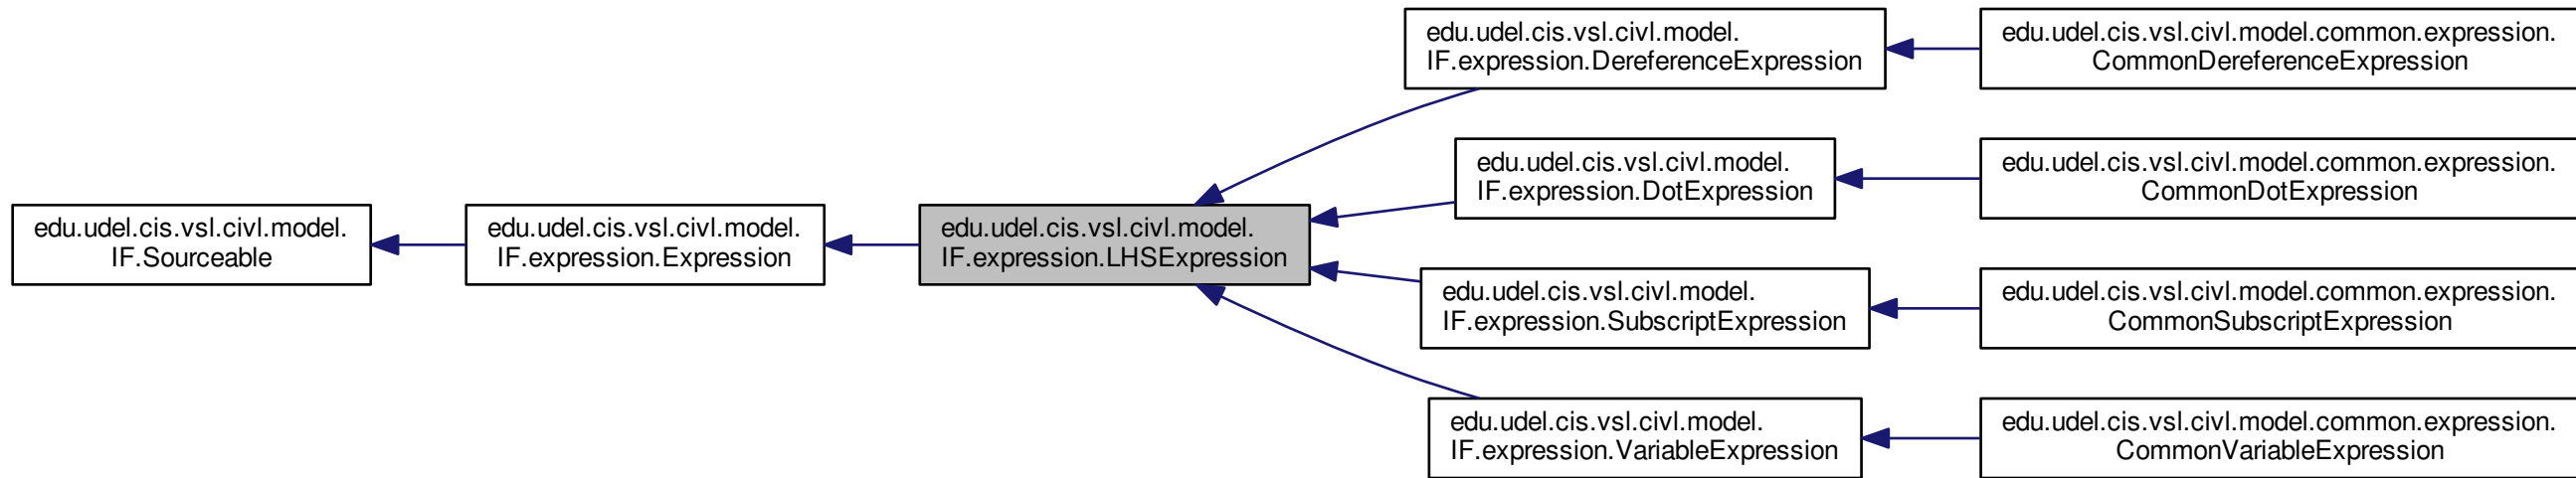 edu.udel.cis.vsl.civl.model.
IF.Sourceable
edu.udel.cis.vsl.civl.model.
IF.expression.Expression
edu.udel.cis.vsl.civl.model.
IF.expression.LHSExpression
edu.udel.cis.vsl.civl.model.
IF.expression.DereferenceExpression
edu.udel.cis.vsl.civl.model.common.expression.
CommonDereferenceExpression
edu.udel.cis.vsl.civl.model.
IF.expression.DotExpression
edu.udel.cis.vsl.civl.model.common.expression.
CommonDotExpression
edu.udel.cis.vsl.civl.model.
IF.expression.SubscriptExpression
edu.udel.cis.vsl.civl.model.common.expression.
CommonSubscriptExpression
edu.udel.cis.vsl.civl.model.
IF.expression.VariableExpression
edu.udel.cis.vsl.civl.model.common.expression.
CommonVariableExpression